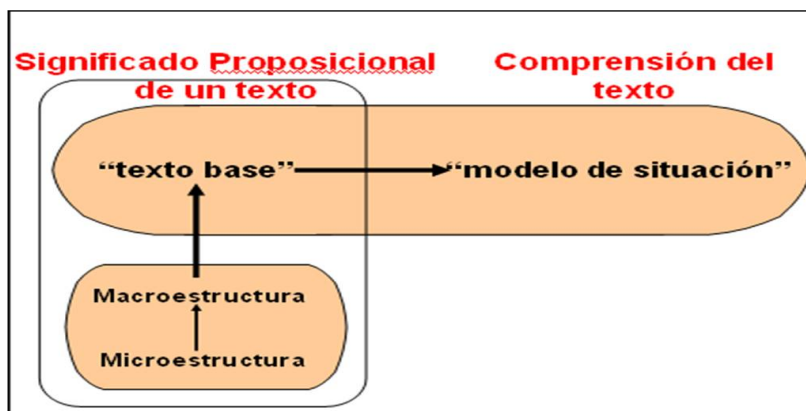 Significado Proposicional
de un texto
Comprensión del
texto
“texto base”
“modelo de situación”
Macroestructura
Microestructura